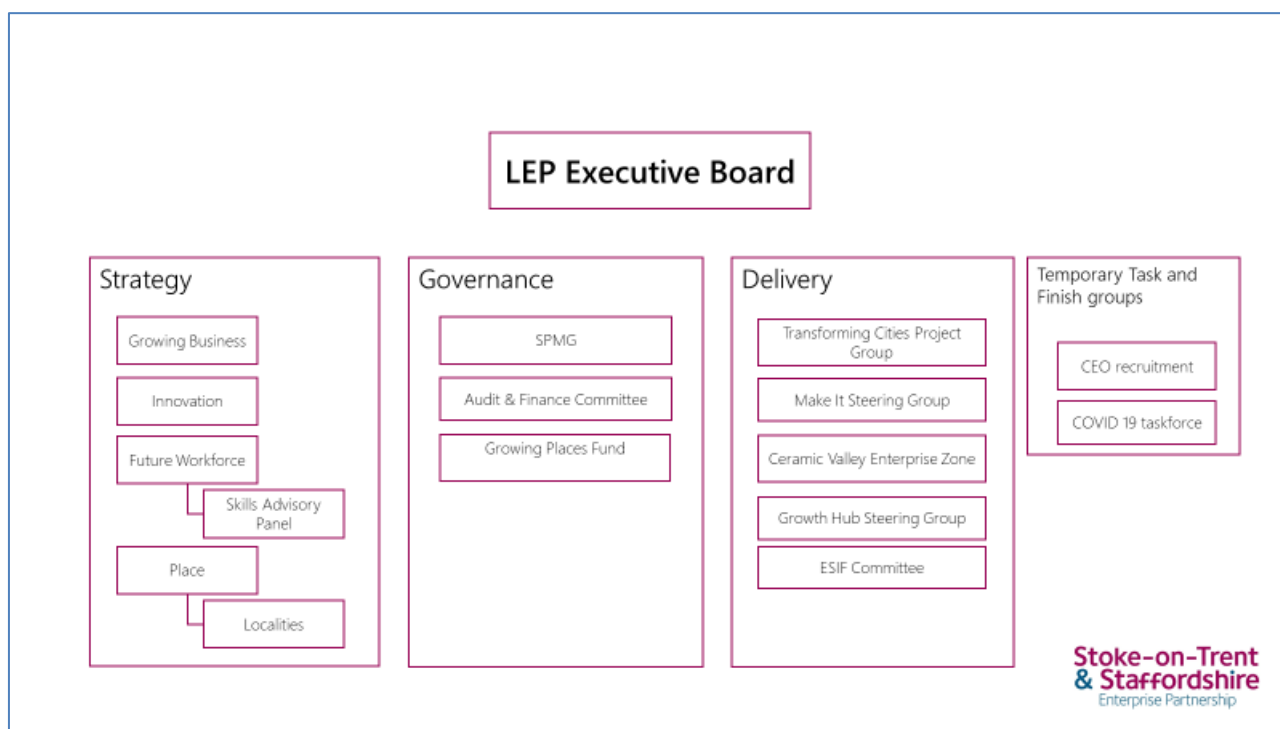 LEP Executive Board
Strategy
Growing Business
Innovation
Future Workforce
Skills Advisory
Panel
Place
Localities
Governance
SPMG
Audit & Finance Committee
Growing Places Fund
Delivery
Transforming Cities Project
Group
Make It Steering Group
Ceramic Valley Enterprise Zone
Growth Hub Steering Group
ESIF Committee
Temporary Task and
Finish groups
CEO recruitment
COVID 19 taskforce
Stoke-on-Trent
& Staffordshire
Enterprise Partnership